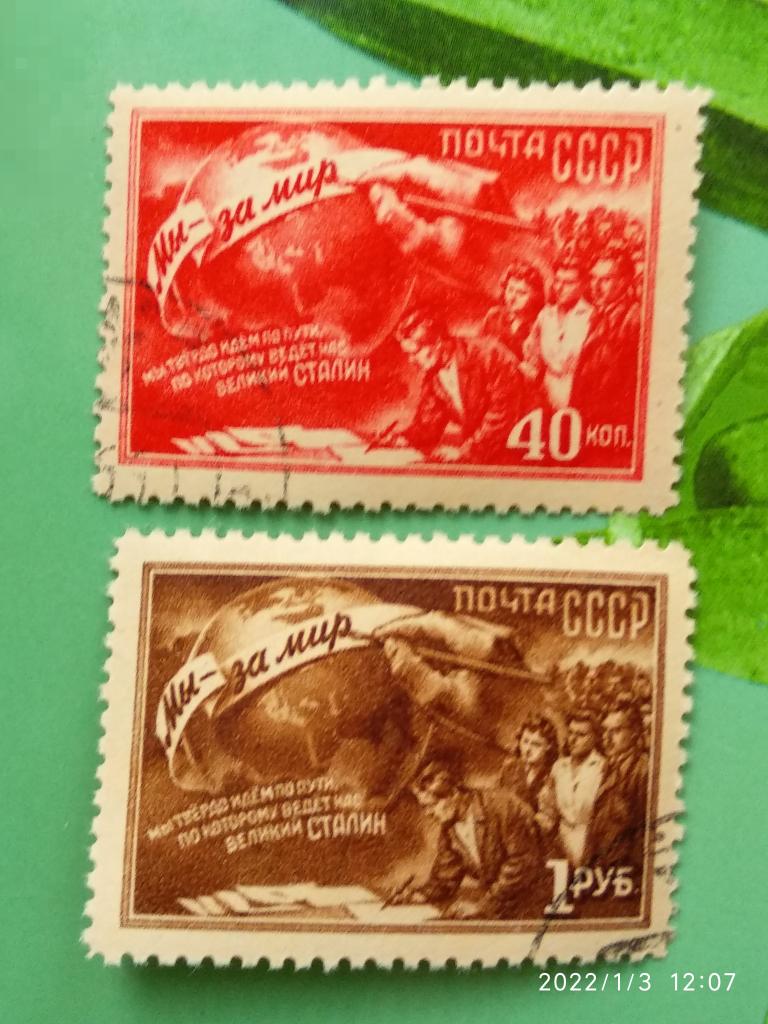 ПОЧТА СССР
Мы-за мир
МЫ ТВЕРДО ИДЁМ ПО ПУТИ,
ПО КОТОРОМУ ВЕДЕТ НАС
ВЕЛИКИЙ СТАЛИН
40 КОП.
ПОЧТА СССР
Мы-за мир
МЫ ТВЕРДО ИДЁМ ПО ПУТИ,
ПО КОТОРОМУ ВЕДЕТ НАС
ВЕЛИКИЙ СТАЛИН
1 РУБ.
2022/1/3 12:07